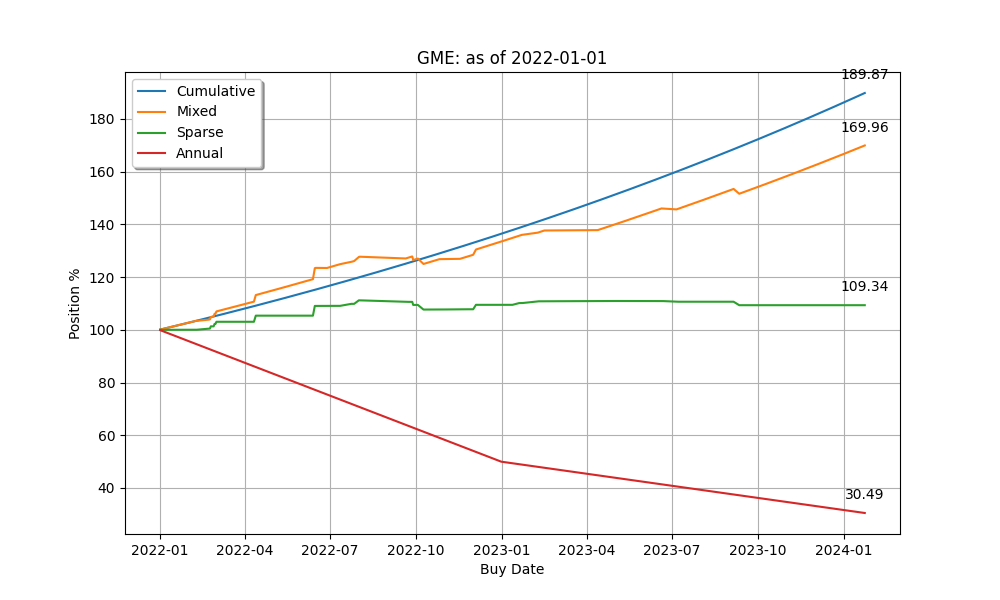 GME: as of 2022-01-01
189.87
Cumulative
Mixed
Sparse
Annual
169.96
109.34
30.49
180
160
140
120
100
80
60
40
Position %
2022-01 2022-04 2022-07 2022-10 2023-01 2023-04 2023-07 2023-10 2024-01
Buy Date